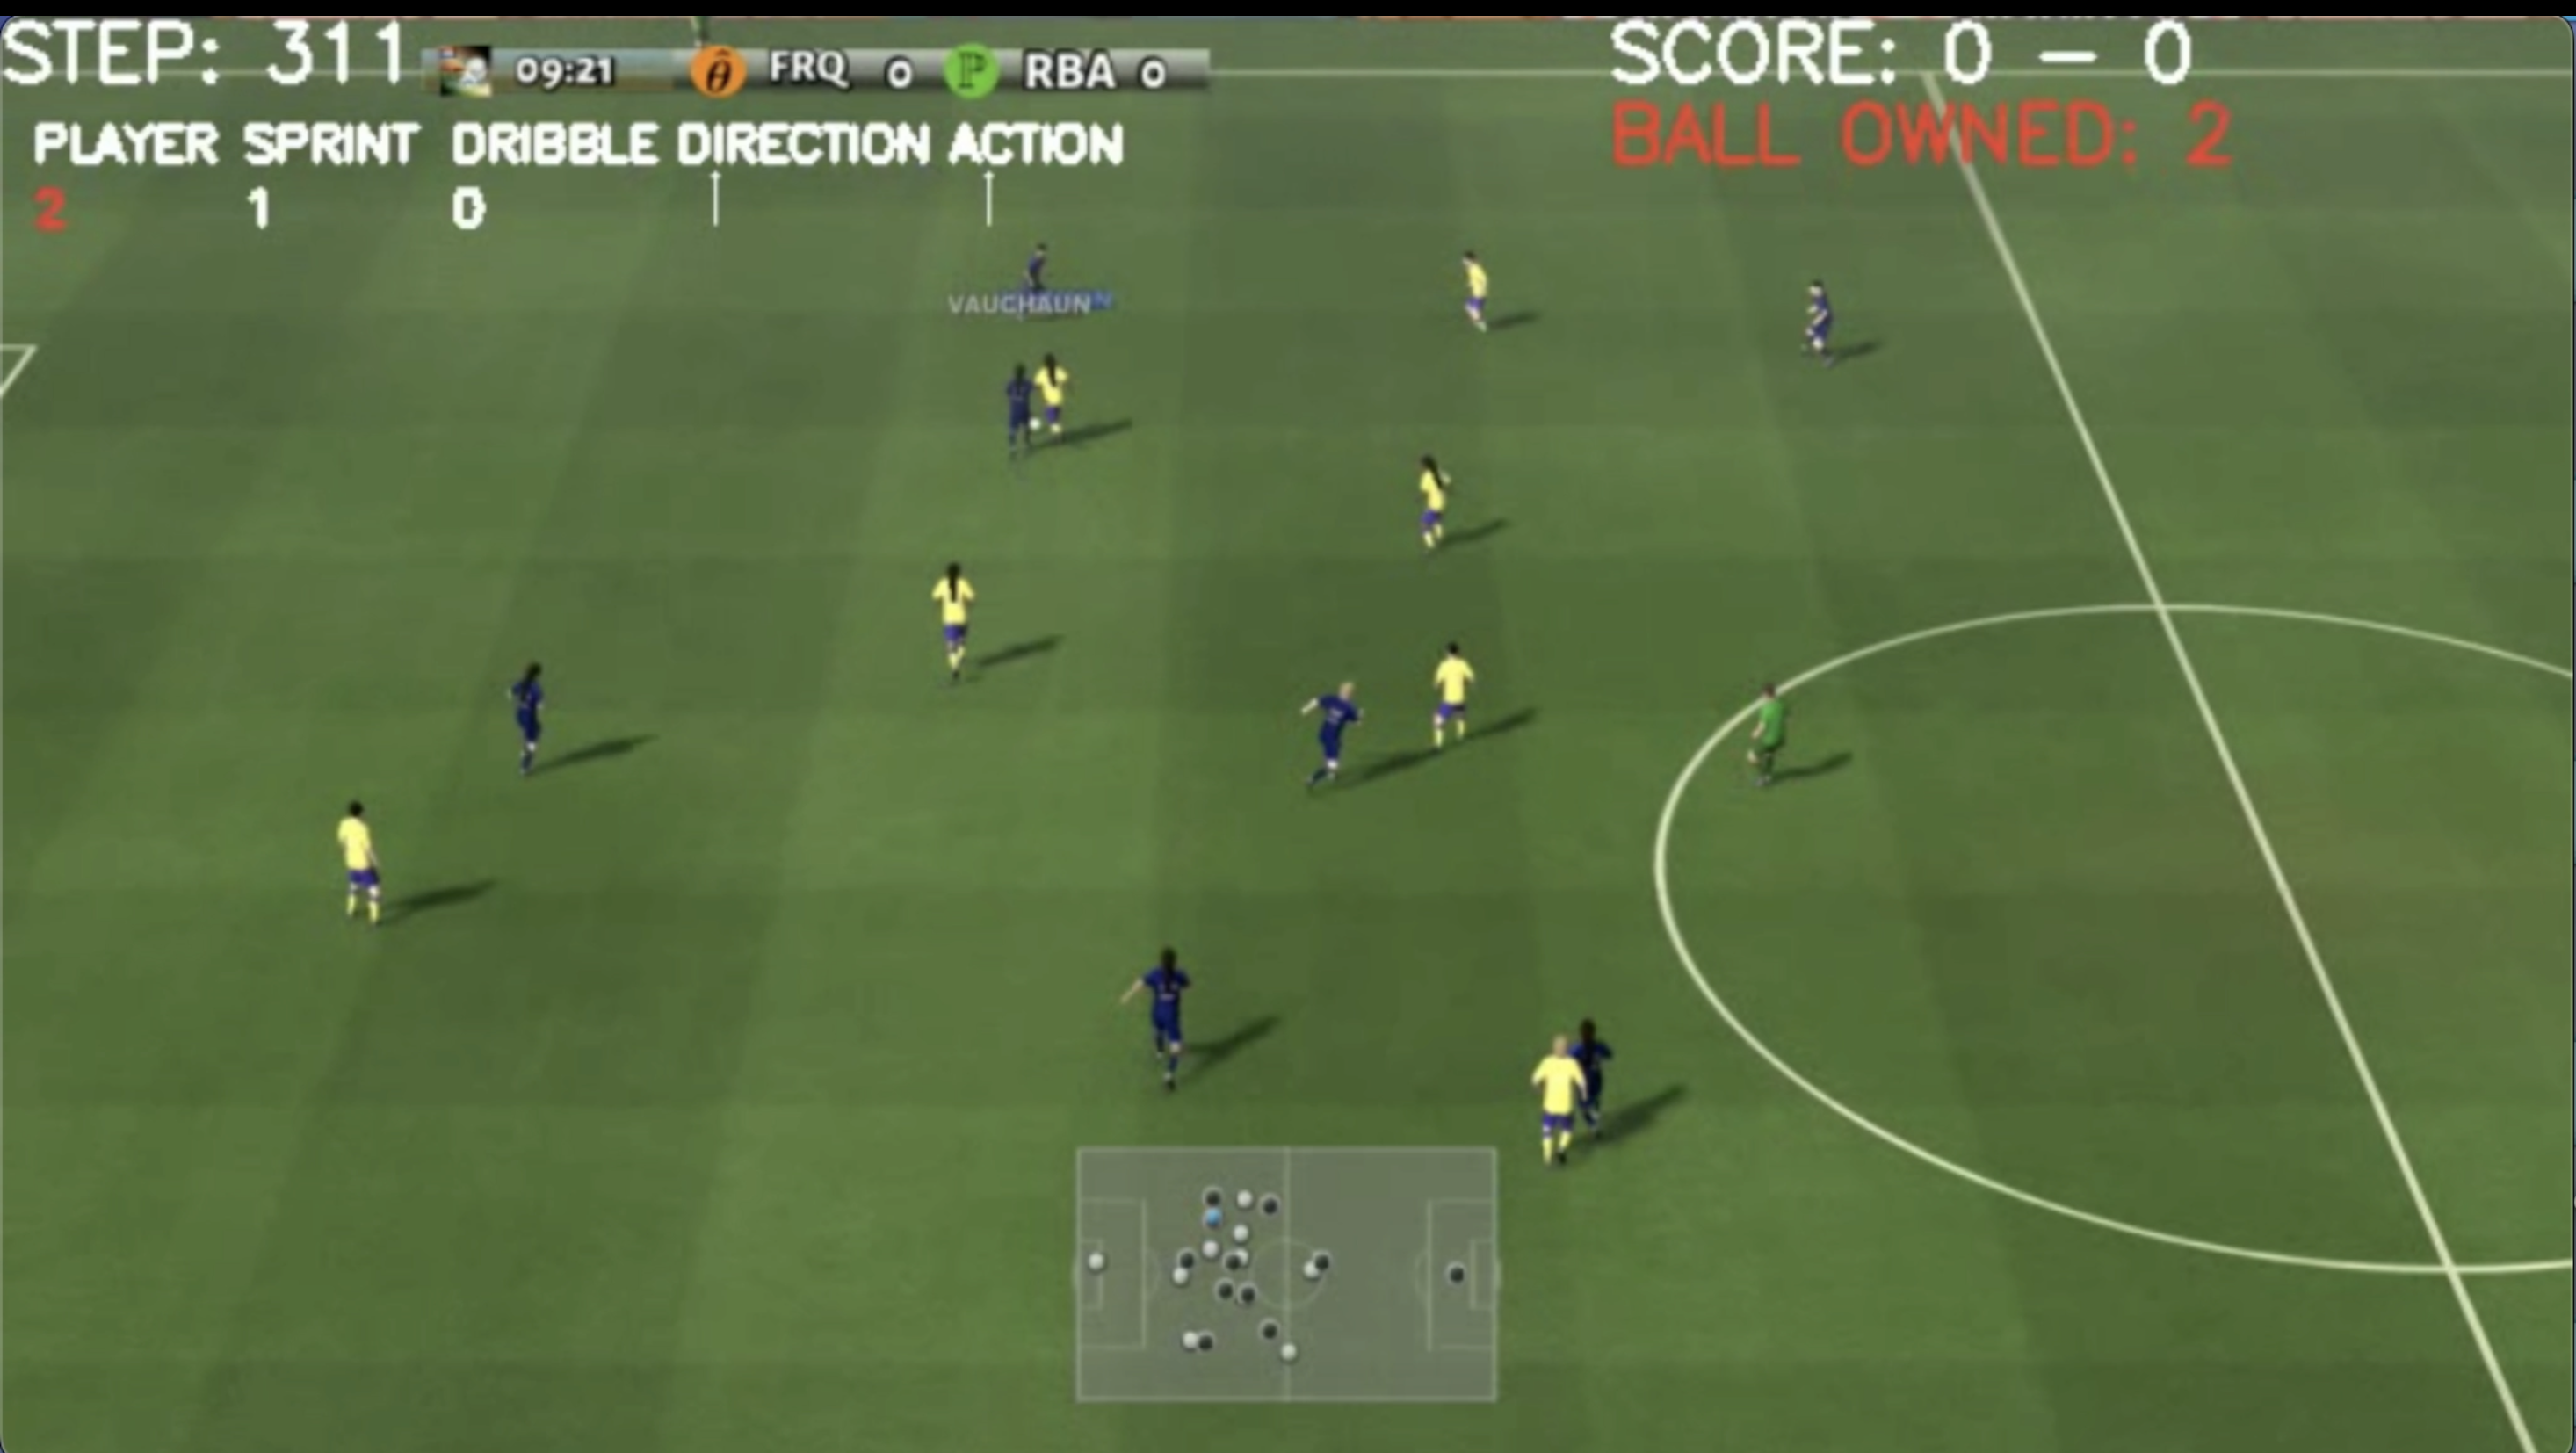 STEP: 311
09:21 θ̂ FRQ 0 P RBA 0
SCORE: 0 – 0
BALL OWNED: 2
PLAYER SPRINT DRIBBLE DIRECTION ACTION
2 1 0 ↑ ↑
VAUCHAUN